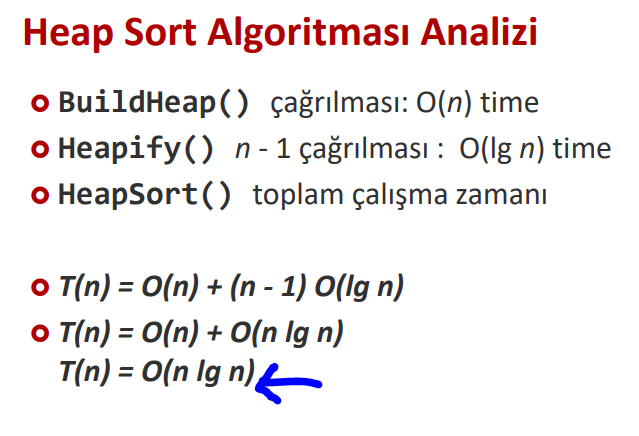 Heap Sort Algoritması Analizi
BuildHeap() çağrılması: O(n) time
Heapify() n - 1 çağrılması : O(lg n) time
HeapSort() toplam çalışma zamanı
T(n) = O(n) + (n - 1) O(lg n)
T(n) = O(n) + O(n lg n)
T(n) = O(n lg n)